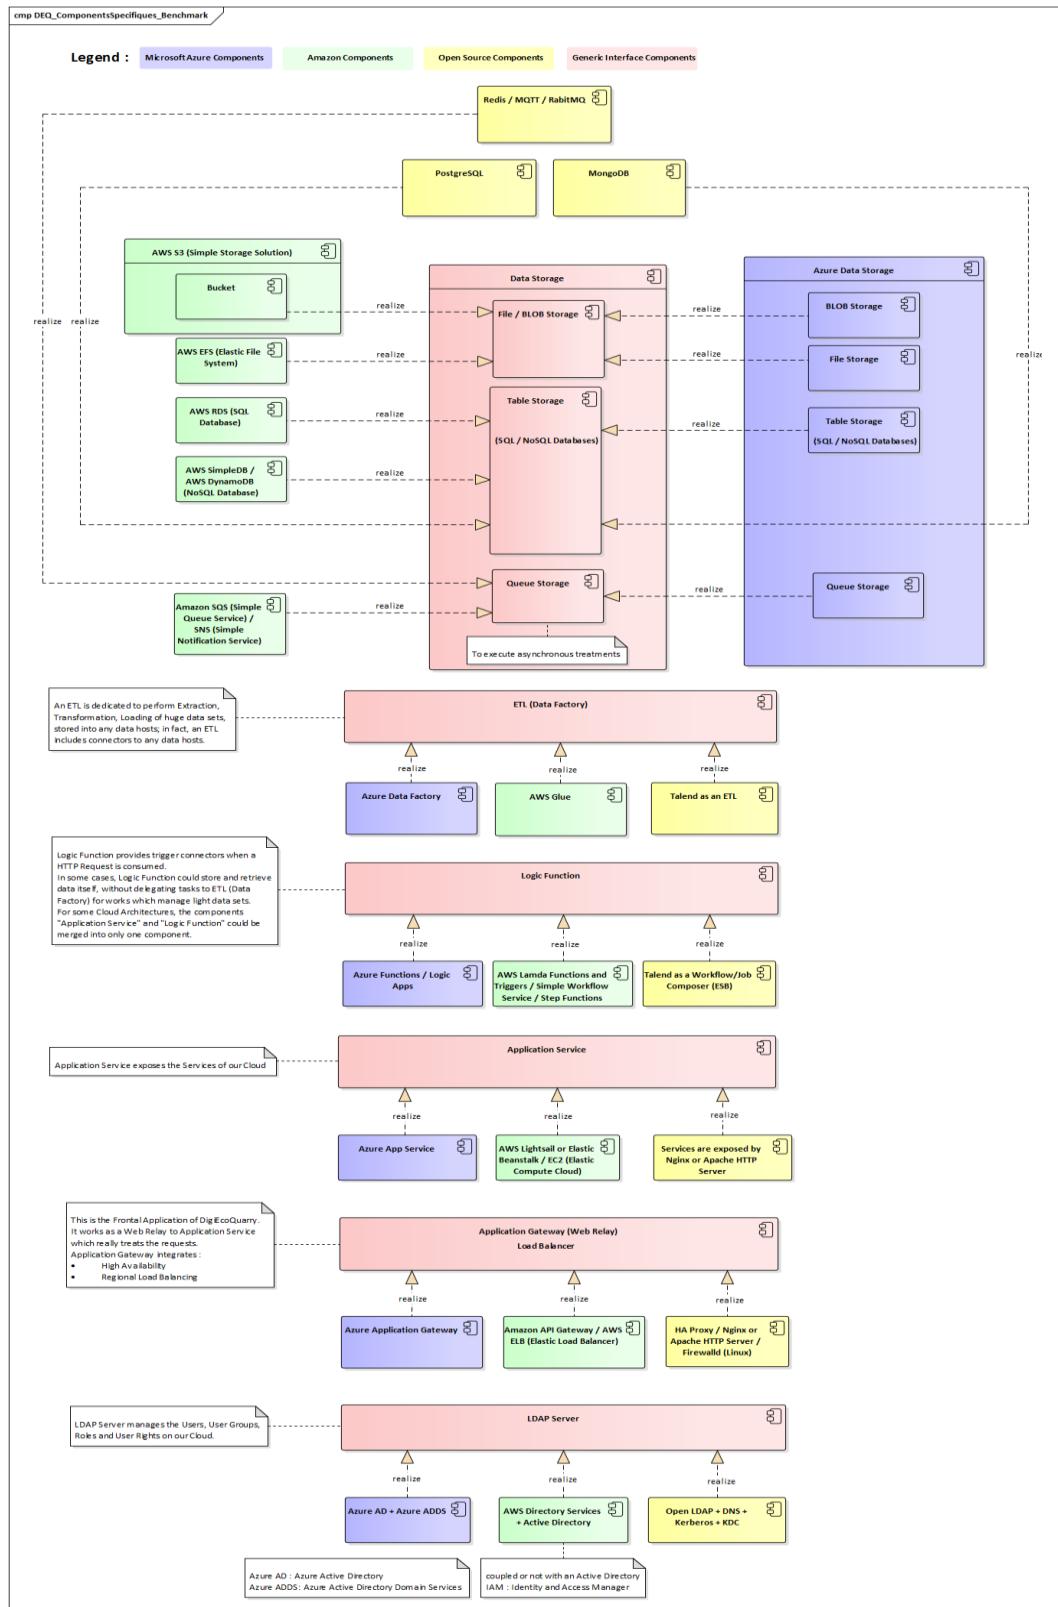 cmp DEQ_ComponentsSpecifiques_Benchmark
Legend :
Microsoft Azure Components
Amazon Components
Open Source Components
Generic Interface Components
Redis / MQTT / RabitMQ
PostgreSQL
MongoDB
AWS S3 (Simple Storage Solution)
Bucket
Data Storage
Azure Data Storage
File / BLOB Storage
BLOB Storage
realize
realize
realize
realize
realize
AWS EFS (Elastic File
System)
realize
realize
File Storage
AWS RDS (SQL
Database)
realize
Table Storage
(SQL / NoSQL Databases)
realize
Table Storage
(SQL / NoSQL Databases)
AWS SimpleDB /
AWS DynamoDB
(NoSQL Database)
realize
Queue Storage
realize
Queue Storage
Amazon SQS (Simple
Queue Service) /
SNS (Simple
Notification Service)
realize
To execute asynchronous treatments
An ETL is dedicated to perform Extraction,
Transformation, Loading of huge data sets,
stored into any data hosts; in fact, an ETL
includes connectors to any data hosts.
ETL (Data Factory)
realize
realize
realize
Azure Data Factory
AWS Glue
Talend as an ETL
Logic Function provides trigger connectors when a
HTTP Request is consumed.
In some cases, Logic Function could store and retrieve
data itself, without delegating tasks to ETL (Data
Factory) for works which manage light data sets.
For some Cloud Architectures, the components
"Application Service" and "Logic Function" could be
merged into only one component.
Logic Function
realize
realize
realize
Azure Functions / Logic
Apps
AWS Lamda Functions and
Triggers / Simple Workflow
Service / Step Functions
Talend as a Workflow/Job
Composer (ESB)
Application Service exposes the Services of our Cloud
Application Service
realize
realize
realize
Azure App Service
AWS Lightsail or Elastic
Beanstalk / EC2 (Elastic
Compute Cloud)
Services are exposed by
Nginx or Apache HTTP
Server
This is the Frontal Application of DigiEcoQuarry.
It works as a Web Relay to Application Service
which really treats the requests.
Application Gateway integrates :
• High Availability
• Regional Load Balancing
Application Gateway (Web Relay)
Load Balancer
realize
realize
realize
Azure Application Gateway
Amazon API Gateway / AWS
ELB (Elastic Load Balancer)
HA Proxy / Nginx or
Apache HTTP Server /
Firewalld (Linux)
LDAP Server manages the Users, User Groups,
Roles and User Rights on our Cloud.
LDAP Server
realize
realize
realize
Azure AD + Azure ADDS
AWS Directory Services
+ Active Directory
Open LDAP + DNS +
Kerberos + KDC
Azure AD : Azure Active Directory
Azure ADDS : Azure Active Directory Domain Services
coupled or not with an Active Directory
IAM : Identity and Access Manager